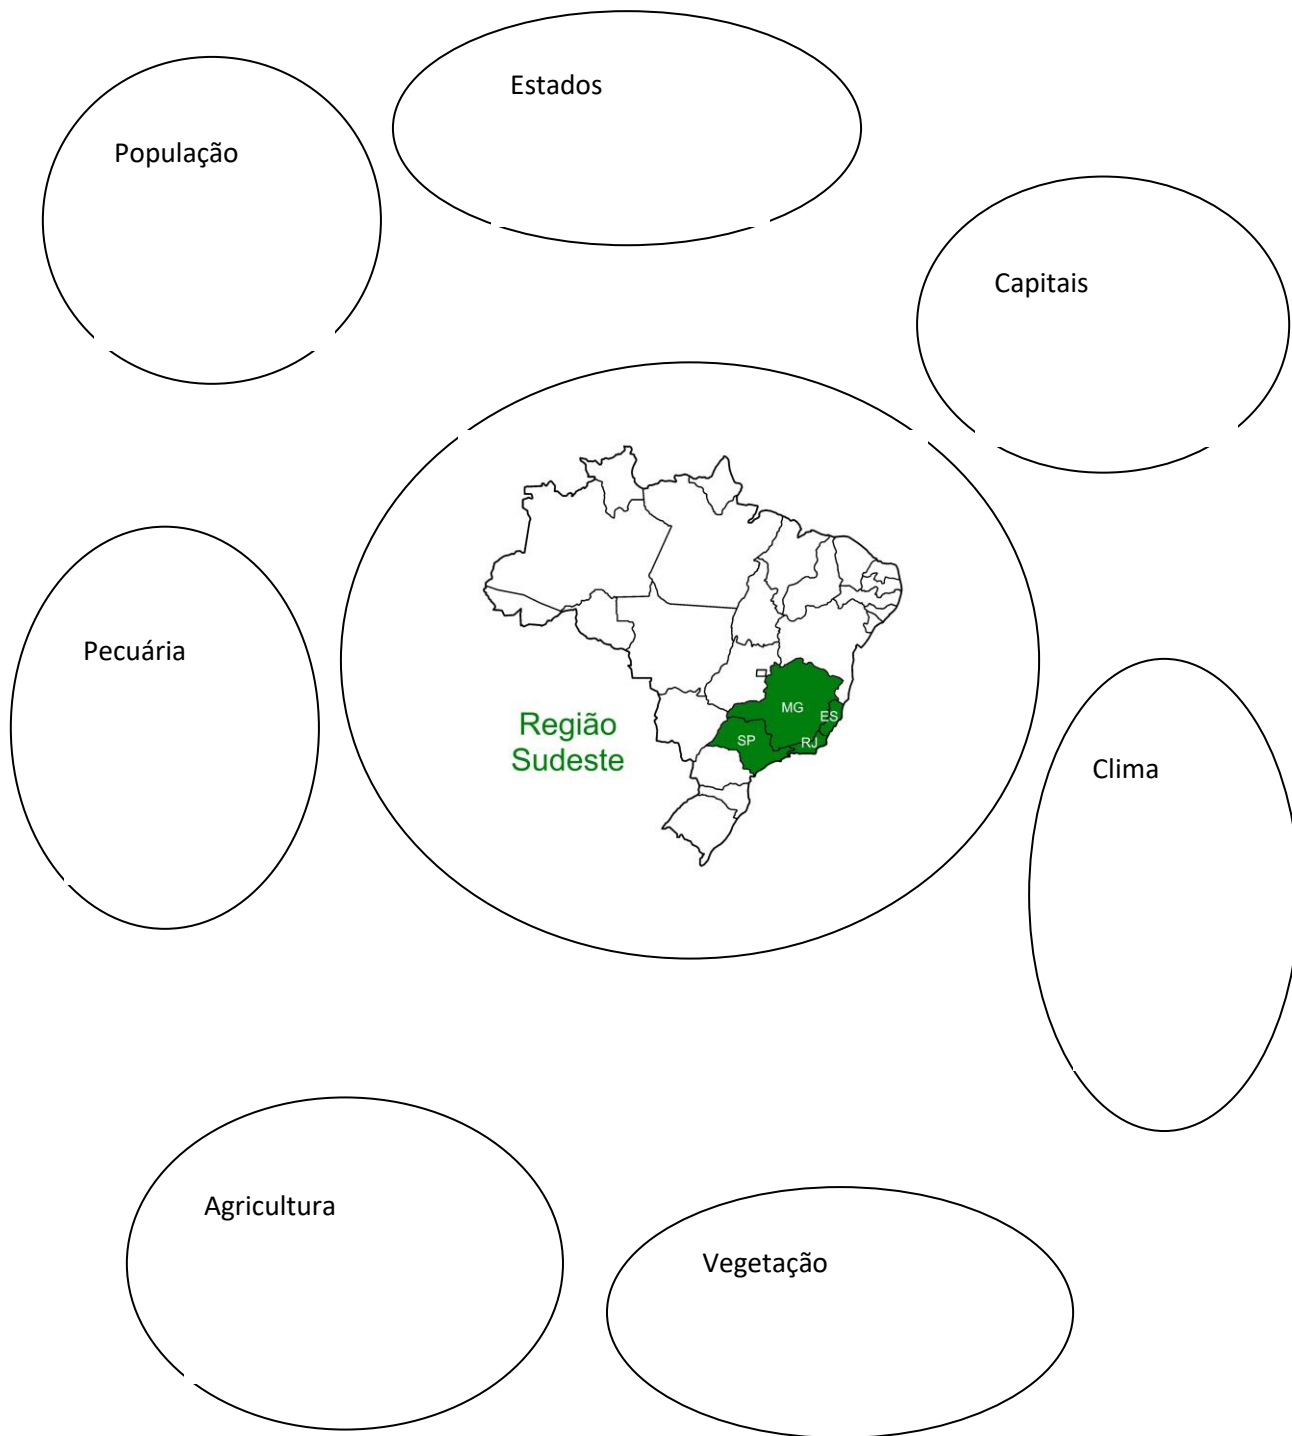 Estados
População
Capitais
Pecuária
MG
ES
SP
RJ
Região
Sudeste
Clima
Agricultura
Vegetação